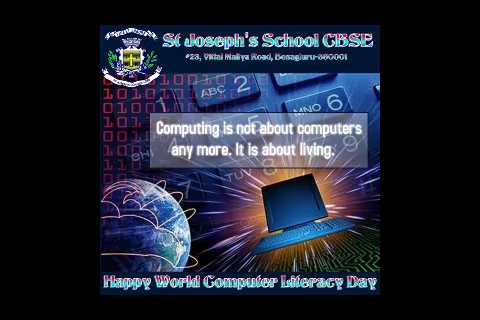 St Joseph's School CBSE
#23, Vittal Mallya Road, Bengaluru-560001
Computing is not about computers
any more. It is about living.
Happy World Computer Literacy Day